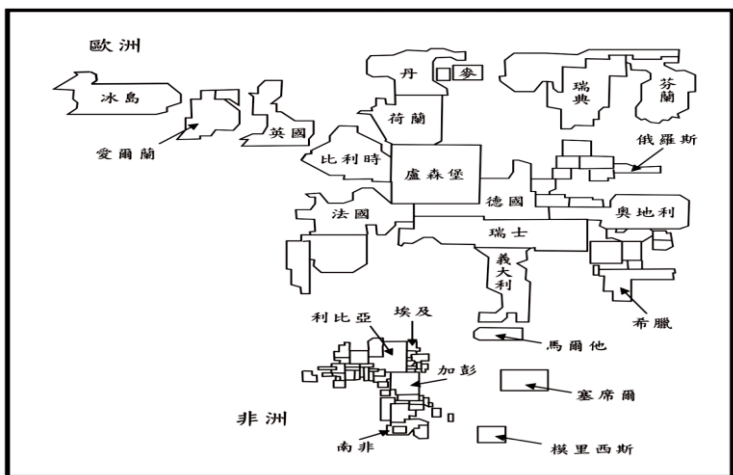 歐洲
冰島
愛爾蘭
英國
丹 麥
荷蘭
比利時
盧森堡
瑞典
芬蘭
俄羅斯
法國
德國
奧地利
瑞士
義大利
希臘
馬爾他
利比亞
埃及
加彭
塞席爾
非洲
南非
模里西斯